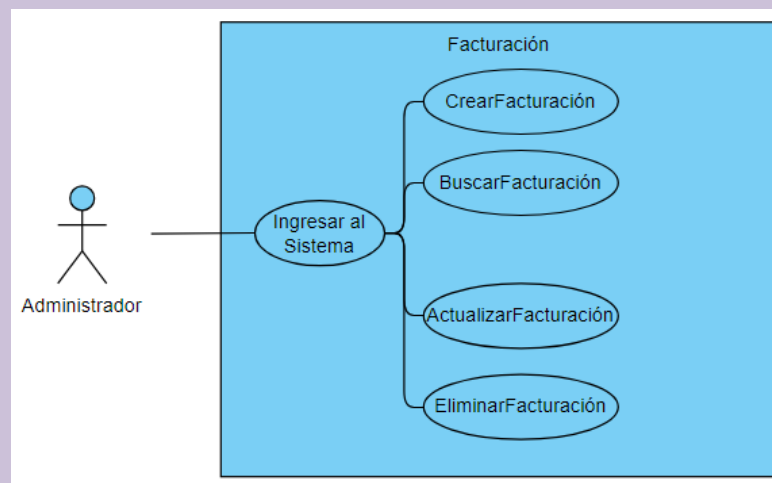 Facturación
CrearFacturación
BuscarFacturación
Ingresar al
Sistema
Administrador
ActualizarFacturación
EliminarFacturación